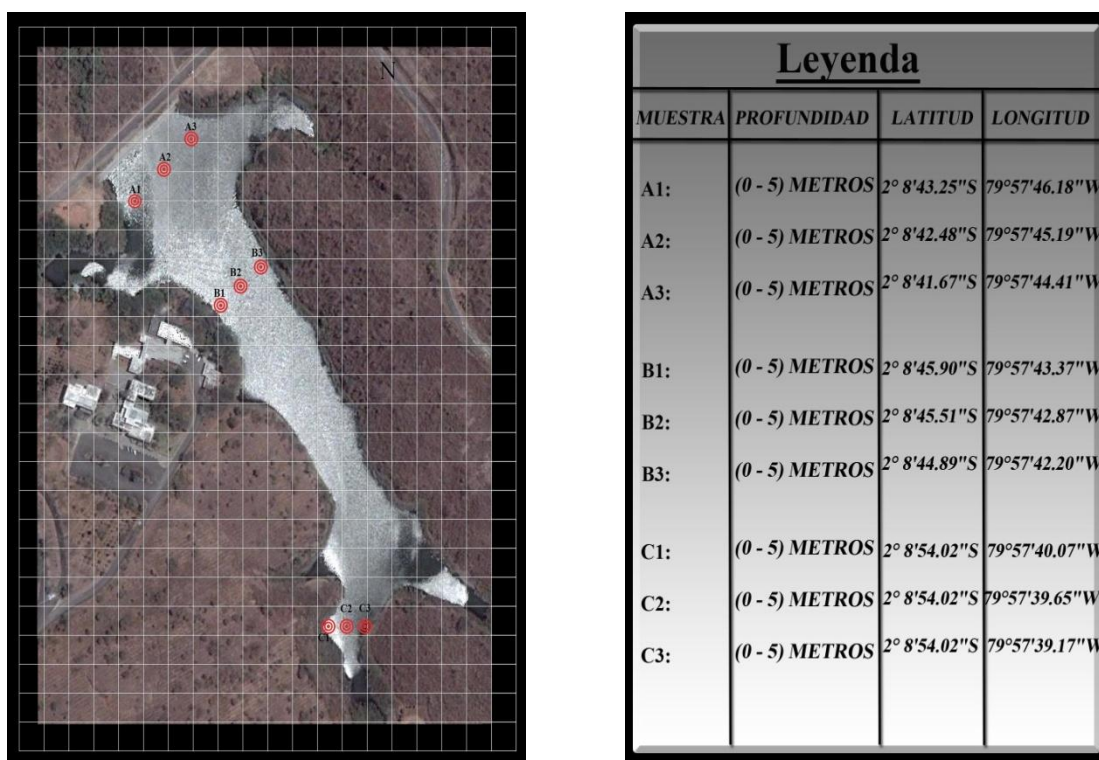 N
A3
A2
A1
B3
B2
B1
C2 C3
C1
Leyenda
MUESTRA PROFUNDIDAD LATITUD LONGITUD
A1: (0 - 5) METROS 2° 8'43.25"S 79°57'46.18"W
A2: (0 - 5) METROS 2° 8'42.48"S 79°57'45.19"W
A3: (0 - 5) METROS 2° 8'41.67"S 79°57'44.41"W
B1: (0 - 5) METROS 2° 8'45.90"S 79°57'43.37"W
B2: (0 - 5) METROS 2° 8'45.51"S 79°57'42.87"W
B3: (0 - 5) METROS 2° 8'44.89"S 79°57'42.20"W
C1: (0 - 5) METROS 2° 8'54.02"S 79°57'40.07"W
C2: (0 - 5) METROS 2° 8'54.02"S 79°57'39.65"W
C3: (0 - 5) METROS 2° 8'54.02"S 79°57'39.17"W